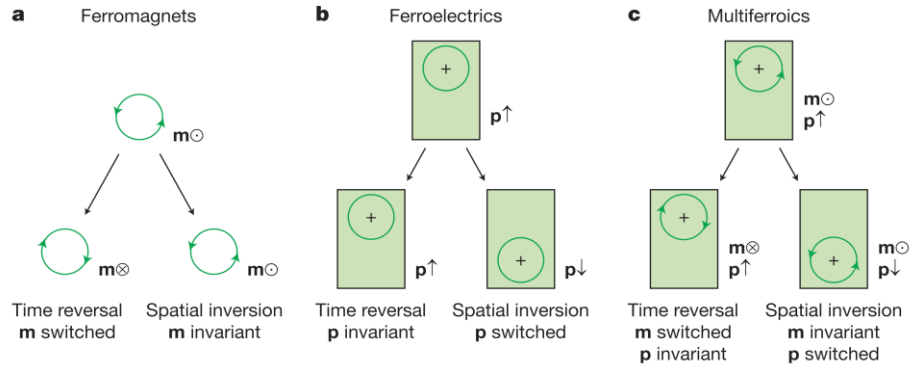 a Ferromagnets
m⊙
m⊗
m⊙
Time reversal
m switched
Spatial inversion
m invariant
b Ferroelectrics
+
p↑
+
p↑
+
p↓
Time reversal
p invariant
Spatial inversion
p switched
c Multiferroics
+
m⊙
p↑
+
m⊗
p↑
+
m⊙
p↓
Time reversal
m switched
p invariant
Spatial inversion
m invariant
p switched